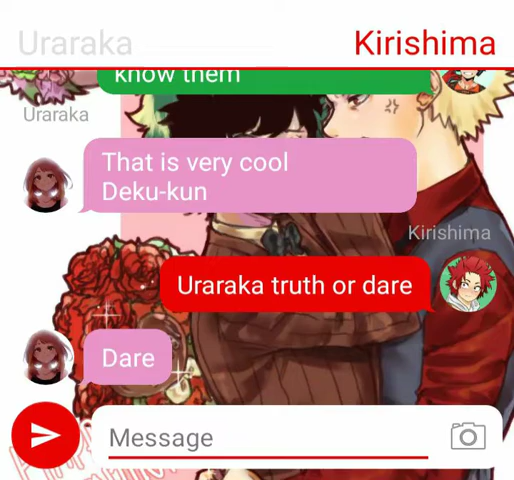 Uraraka
Kirishima
know them
Uraraka
That is very cool
Deku-kun
Kirishima
Uraraka truth or dare
Dare
Message